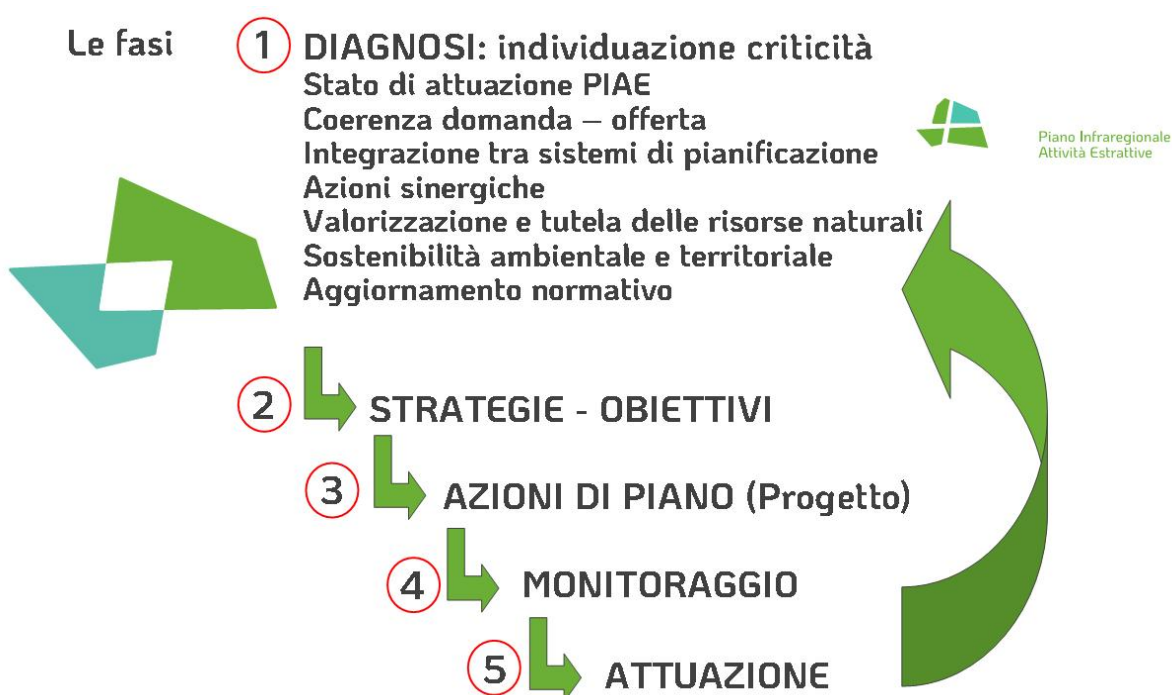 Le fasi
1 DIAGNOSI: individuazione criticità
Stato di attuazione PIAE
Coerenza domanda – offerta
Integrazione tra sistemi di pianificazione
Azioni sinergiche
Valorizzazione e tutela delle risorse naturali
Sostenibilità ambientale e territoriale
Aggiornamento normativo
Piano Infraregionale
Attività Estrattive
2 STRATEGIE - OBIETTIVI
3 AZIONI DI PIANO (Progetto)
4 MONITORAGGIO
5 ATTUAZIONE